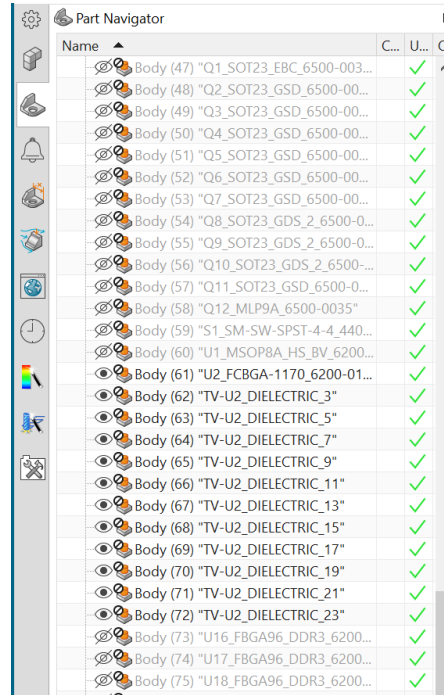 Part Navigator
Name C... U... C
Body (47) "Q1_SOT23_EBC_6500-003...
Body (48) "Q2_SOT23_GSD_6500-00...
Body (49) "Q3_SOT23_GSD_6500-00...
Body (50) "Q4_SOT23_GSD_6500-00...
Body (51) "Q5_SOT23_GSD_6500-00...
Body (52) "Q6_SOT23_GSD_6500-00...
Body (53) "Q7_SOT23_GSD_6500-00...
Body (54) "Q8_SOT23_GDS_2_6500-0...
Body (55) "Q9_SOT23_GDS_2_6500-0...
Body (56) "Q10_SOT23_GDS_2_6500-...
Body (57) "Q11_SOT23_GSD_6500-0...
Body (58) "Q12_MLP9A_6500-0035"
Body (59) "S1_SM-SW-SPST-4-4_440...
Body (60) "U1_MSOP8A_HS_BV_6200...
Body (61) "U2_FCBGA-1170_6200-01...
Body (62) "TV-U2_DIELECTRIC_3"
Body (63) "TV-U2_DIELECTRIC_5"
Body (64) "TV-U2_DIELECTRIC_7"
Body (65) "TV-U2_DIELECTRIC_9"
Body (66) "TV-U2_DIELECTRIC_11"
Body (67) "TV-U2_DIELECTRIC_13"
Body (68) "TV-U2_DIELECTRIC_15"
Body (69) "TV-U2_DIELECTRIC_17"
Body (70) "TV-U2_DIELECTRIC_19"
Body (71) "TV-U2_DIELECTRIC_21"
Body (72) "TV-U2_DIELECTRIC_23"
Body (73) "U16_FBGA96_DDR3_6200...
Body (74) "U17_FBGA96_DDR3_6200...
Body (75) "U18_FBGA96_DDR3_6200...